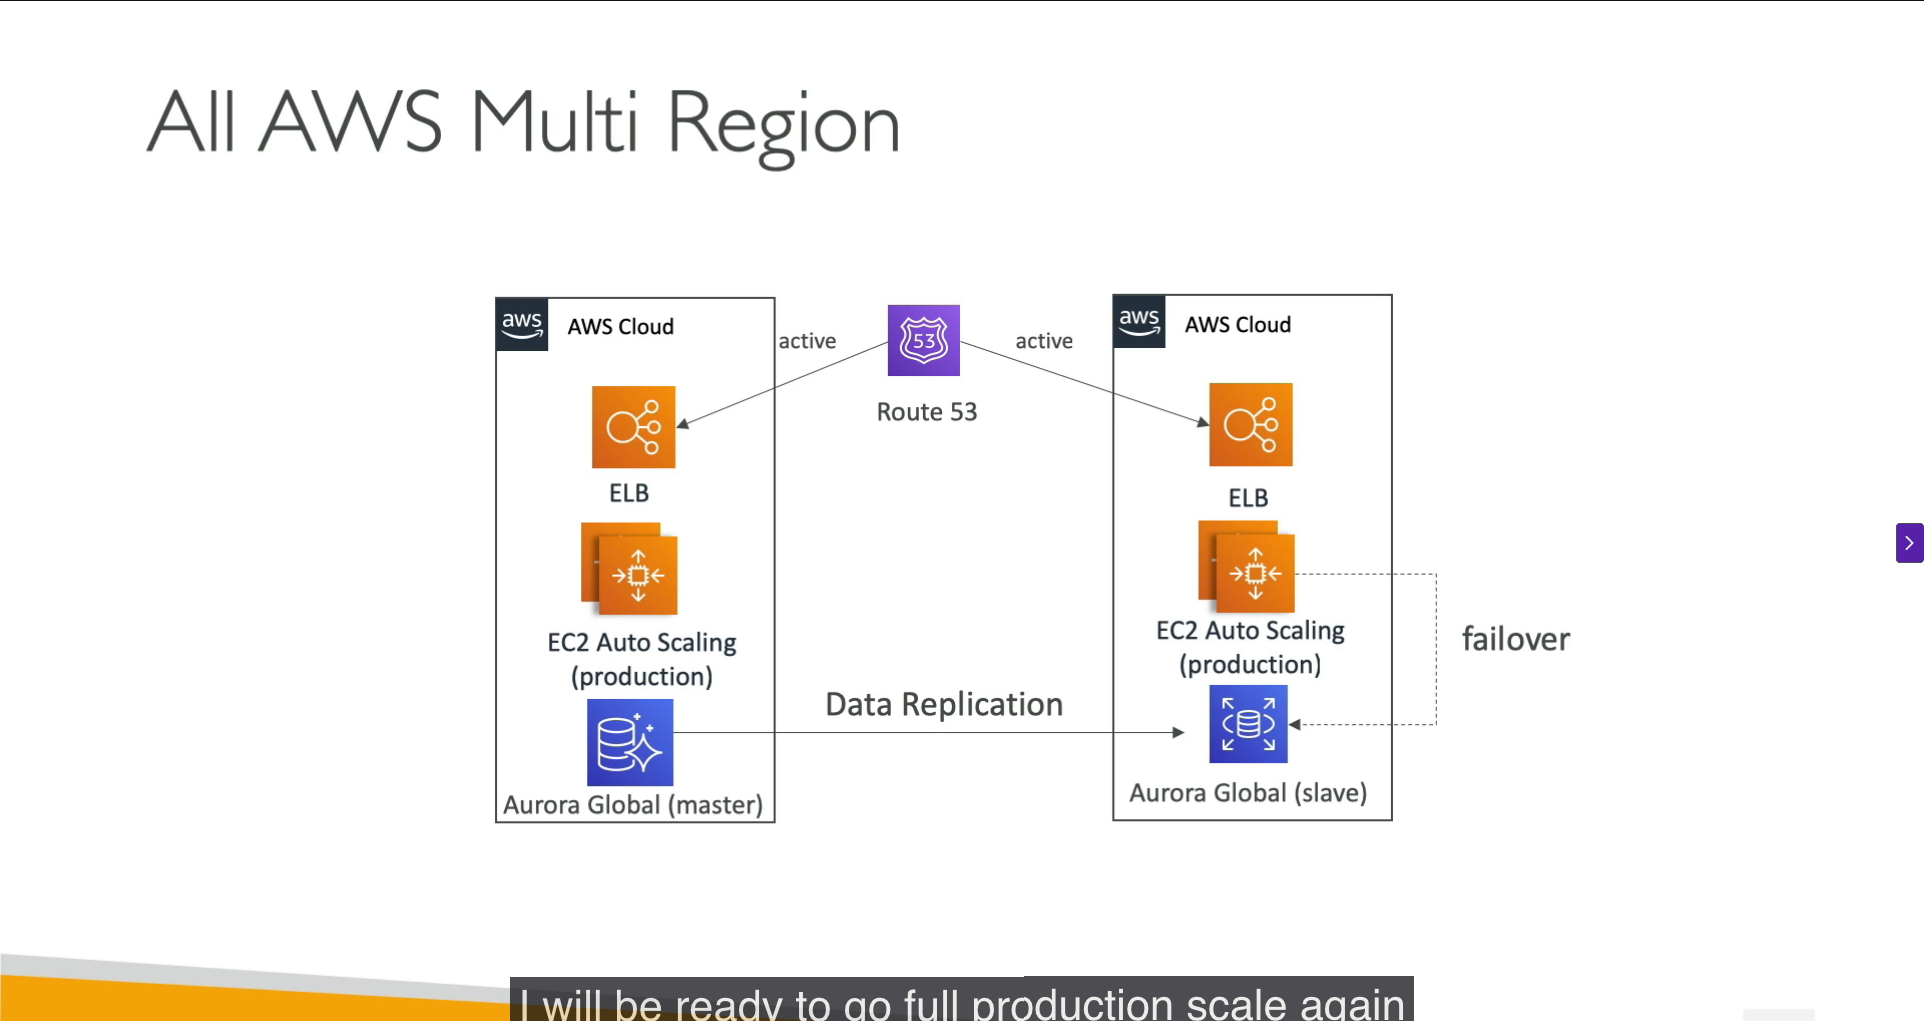 All AWS Multi Region
aws
AWS Cloud
active
53
Route 53
active
aws
AWS Cloud
ELB
ELB
EC2 Auto Scaling
(production)
EC2 Auto Scaling
(production)
failover
Data Replication
Aurora Global (master)
Aurora Global (slave)
I will be ready to go full production scale again